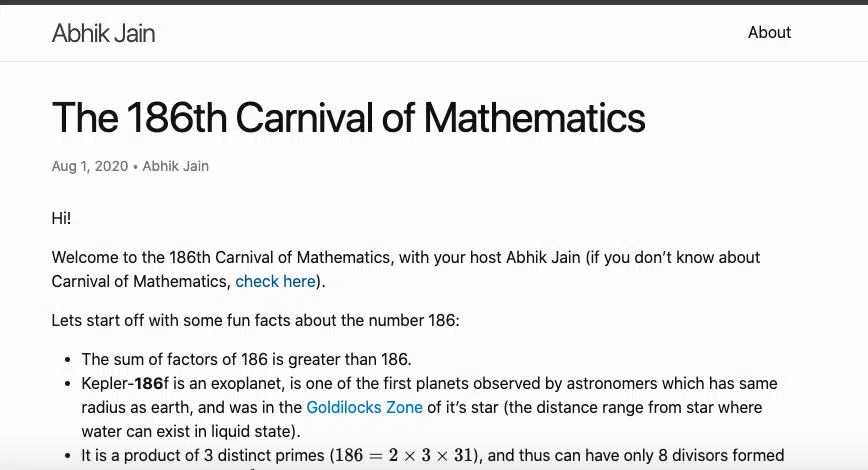 Abhik Jain
About
The 186th Carnival of Mathematics
Aug 1, 2020 • Abhik Jain
Hi!
Welcome to the 186th Carnival of Mathematics, with your host Abhik Jain (if you don’t know about
Carnival of Mathematics, check here).
Lets start off with some fun facts about the number 186:
• The sum of factors of 186 is greater than 186.
• Kepler-186f is an exoplanet, is one of the first planets observed by astronomers which has same
radius as earth, and was in the Goldilocks Zone of it’s star (the distance range from star where
water can exist in liquid state).
• It is a product of 3 distinct primes (186 = 2 × 3 × 31), and thus can have only 8 divisors formed